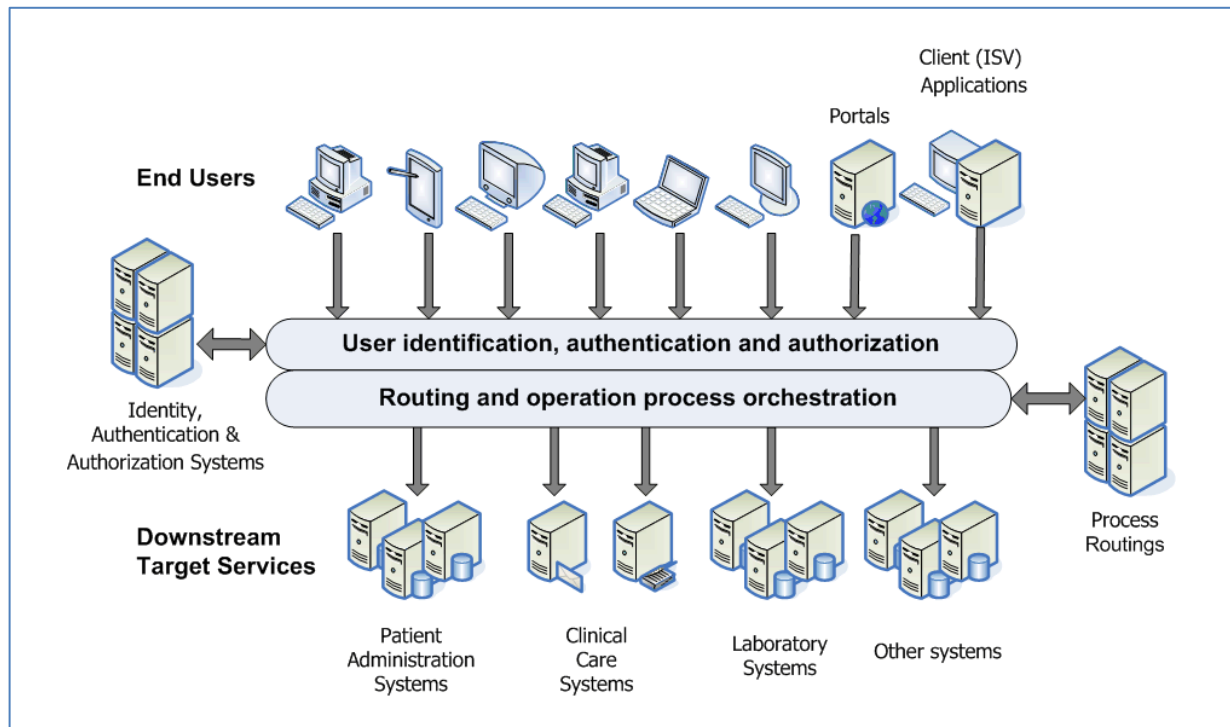 Client (ISV)
Applications
Portals
End Users
User identification, authentication and authorization
Routing and operation process orchestration
Identity,
Authentication &
Authorization Systems
Process
Routings
Downstream
Target Services
Patient
Administration
Systems
Clinical
Care
Systems
Laboratory
Systems
Other systems